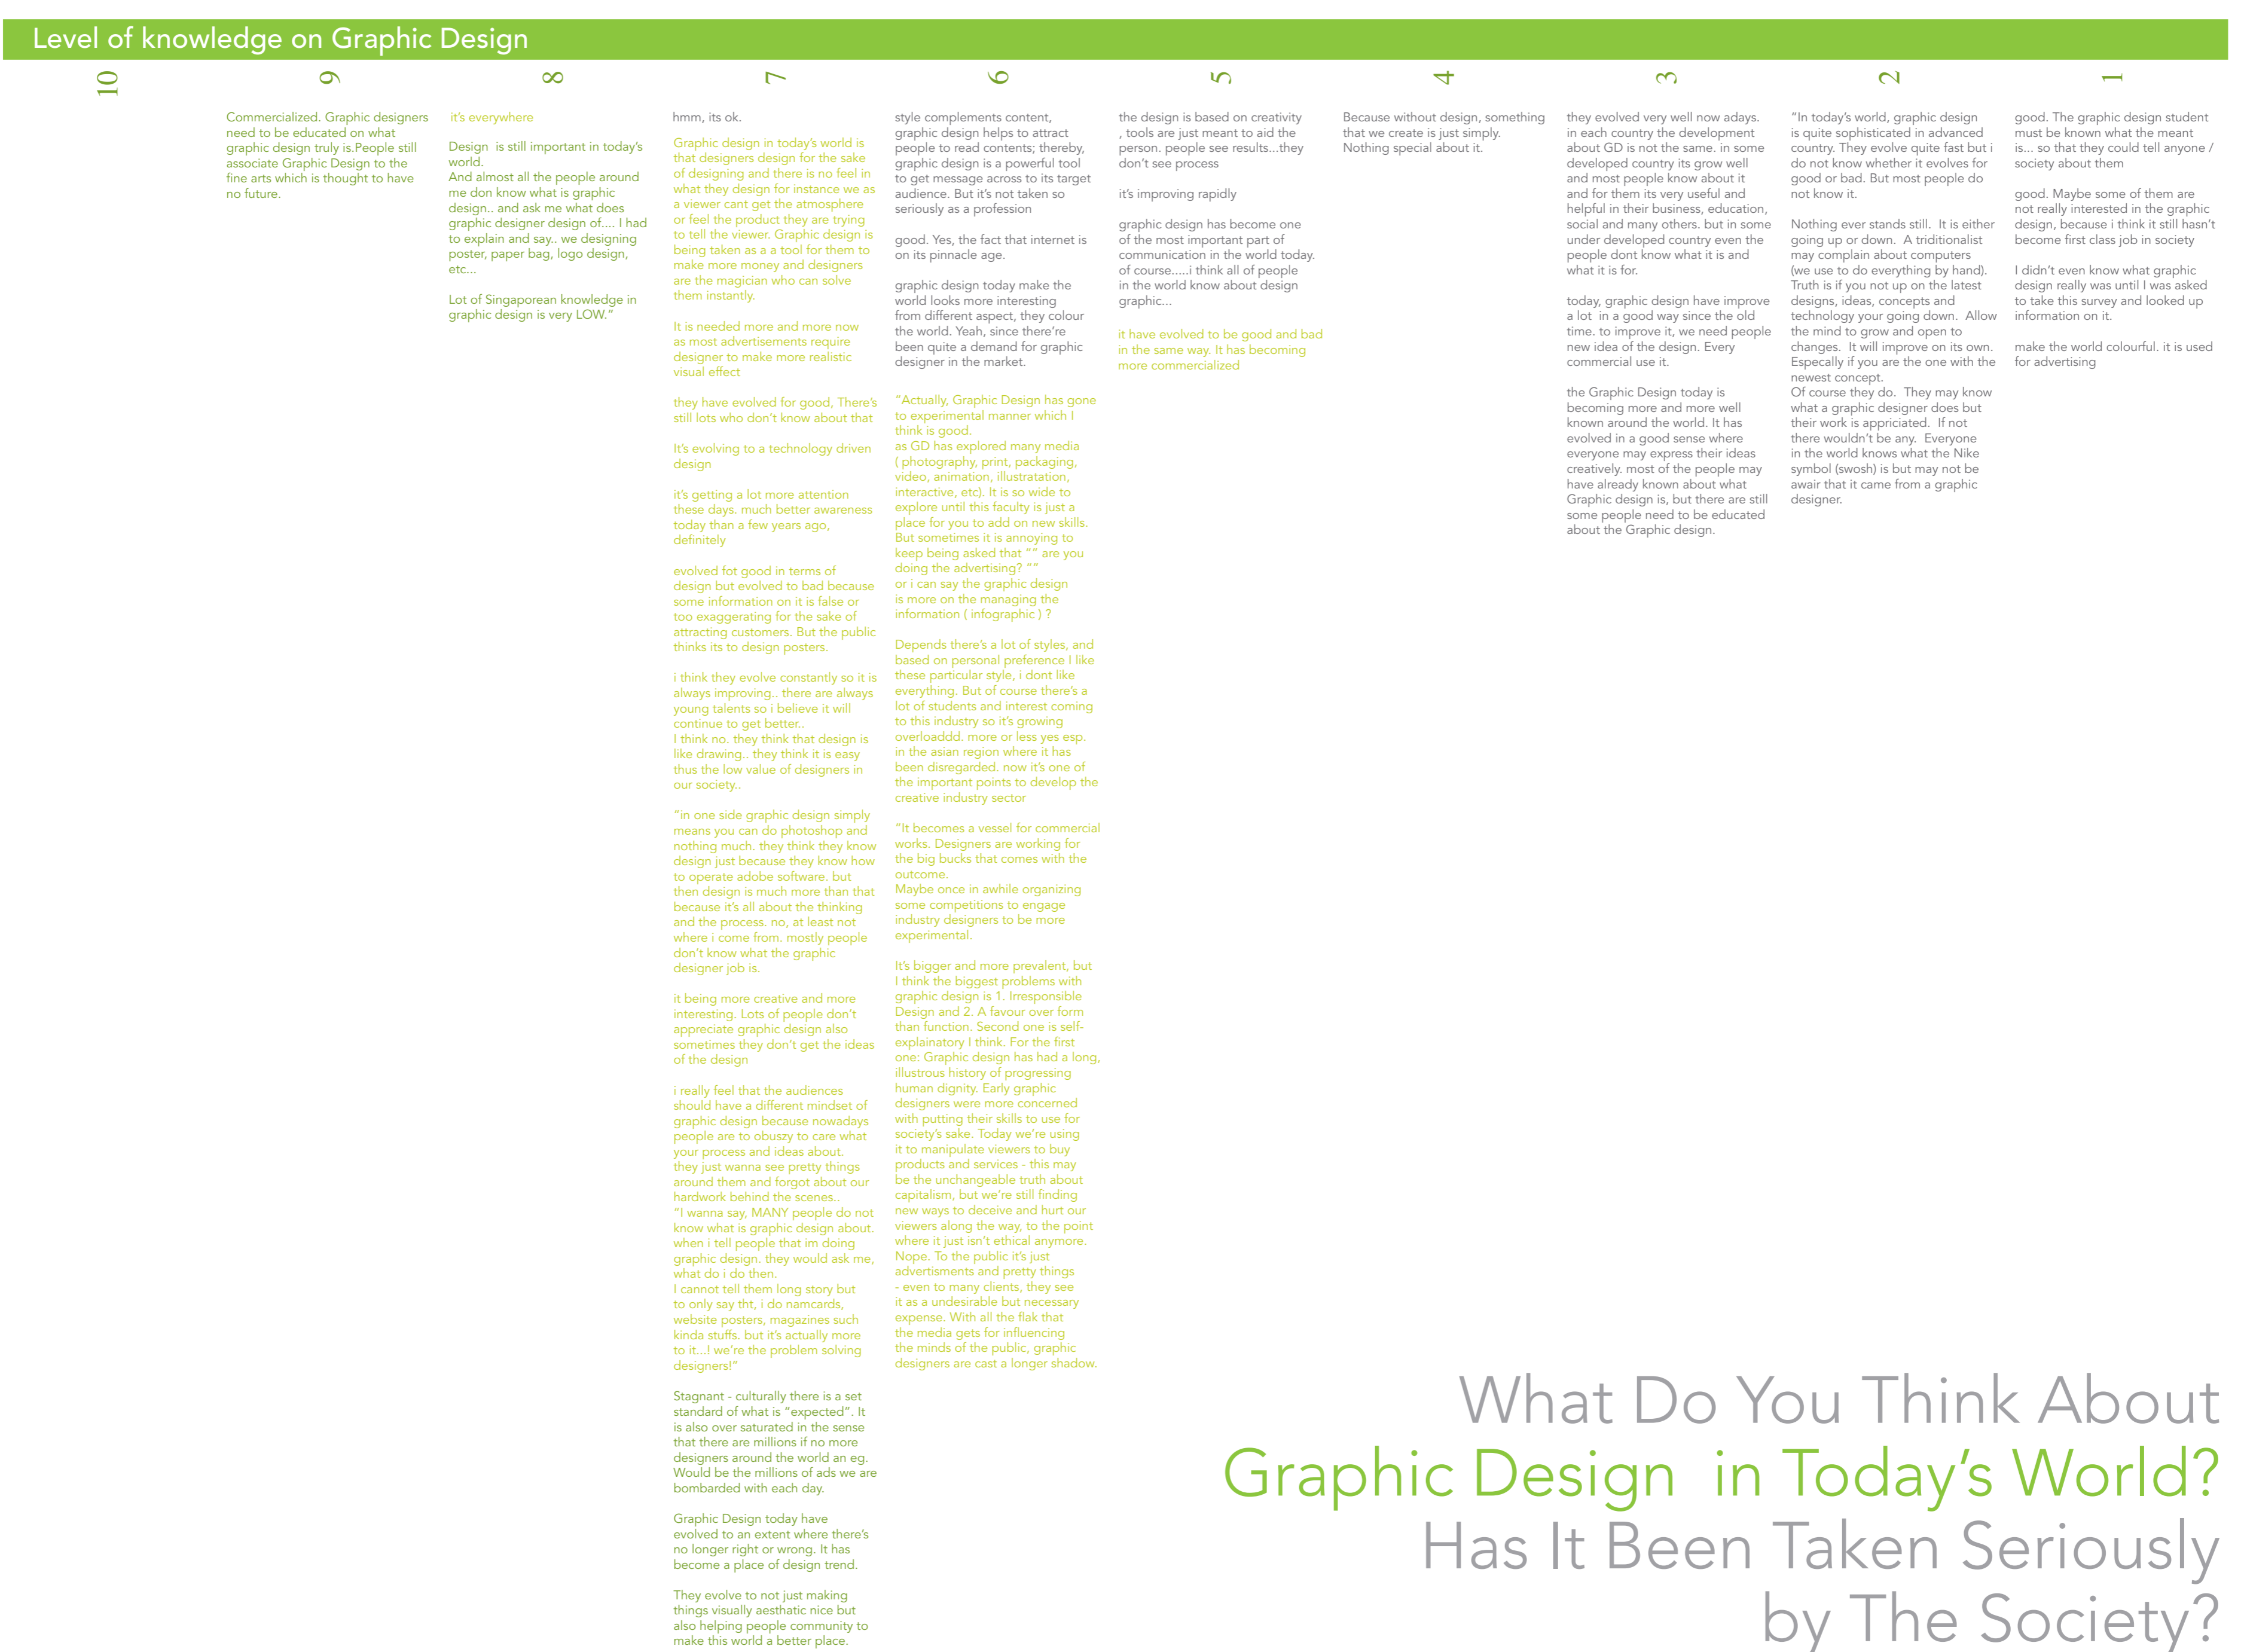 Level of knowledge on Graphic Design
10
9
8
7
6
5
4
3
2
1
Commercialized. Graphic designers
need to be educated on what
graphic design truly is.People still
associate Graphic Design to the
fine arts which is thought to have
no future.
it's everywhere
Design  is still important in today's
world.
And almost all the people around
me don know what is graphic
design.. and ask me what does
graphic designer design of.... I had
to explain and say.. we designing
poster, paper bag, logo design,
etc...
Lot of Singaporean knowledge in
graphic design is very LOW.”
hmm, its ok.
Graphic design in today's world is
that designers design for the sake
of designing and there is no feel in
what they design for instance we as
a viewer cant get the atmosphere
or feel the product they are trying
to tell the viewer. Graphic design is
being taken as a a tool for them to
make more money and designers
are the magician who can solve
them instantly.
It is needed more and more now
as most advertisements require
designer to make more realistic
visual effect
they have evolved for good, There's
still lots who don't know about that
It's evolving to a technology driven
design
it's getting a lot more attention
these days. much better awareness
today than a few years ago,
definitely
evolved fot good in terms of
design but evolved to bad because
some information on it is false or
too exaggerating for the sake of
attracting customers. But the public
thinks its to design posters.
i think they evolve constantly so it is
always improving.. there are always
young talents so i believe it will
continue to get better..
I think no. they think that design is
like drawing.. they think it is easy
thus the low value of designers in
our society..
“in one side graphic design simply
means you can do photoshop and
nothing much. they think they know
design just because they know how
to operate adobe software. but
then design is much more than that
because it's all about the thinking
and the process. no, at least not
where i come from. mostly people
don't know what the graphic
designer job is.
it being more creative and more
interesting. Lots of people don't
appreciate graphic design also
sometimes they don't get the ideas
of the design
i really feel that the audiences
should have a different mindset of
graphic design because nowadays
people are to obuszy to care what
your process and ideas about.
they just wanna see pretty things
around them and forgot about our
hardwork behind the scenes..
“I wanna say, MANY people do not
know what is graphic design about.
when i tell people that im doing
graphic design. they would ask me,
what do i do then.
I cannot tell them long story but
to only say tht, i do namcards,
website posters, magazines such
kinda stuffs. but it's actually more
to it...! we're the problem solving
designers!”
Stagnant - culturally there is a set
standard of what is “expected”. It
is also over saturated in the sense
that there are millions if no more
designers around the world an eg.
Would be the millions of ads we are
bombarded with each day.
Graphic Design today have
evolved to an extent where there's
no longer right or wrong. It has
become a place of design trend.
They evolve to not just making
things visually aesthatic nice but
also helping people community to
make this world a better place.
style complements content,
graphic design helps to attract
people to read contents; thereby,
graphic design is a powerful tool
to get message across to its target
audience. But it's not taken so
seriously as a profession
good. Yes, the fact that internet is
on its pinnacle age.
graphic design today make the
world looks more interesting
from different aspect, they colour
the world. Yeah, since there're
been quite a demand for graphic
designer in the market.
“Actually, Graphic Design has gone
to experimental manner which I
think is good.
as GD has explored many media
( photography, print, packaging,
video, animation, illustratation,
interactive, etc). It is so wide to
explore until this faculty is just a
place for you to add on new skills.
But sometimes it is annoying to
keep being asked that “” are you
doing the advertising? “”
or i can say the graphic design
is more on the managing the
information ( infographic ) ?
Depends there's a lot of styles, and
based on personal preference I like
these particular style, i dont like
everything. But of course there's a
lot of students and interest coming
to this industry so it's growing
overloaddd. more or less yes esp.
in the asian region where it has
been disregarded. now it's one of
the important points to develop the
creative industry sector
“It becomes a vessel for commercial
works. Designers are working for
the big bucks that comes with the
outcome.
Maybe once in awhile organizing
some competitions to engage
industry designers to be more
experimental.
It's bigger and more prevalent, but
I think the biggest problems with
graphic design is 1. Irresponsible
Design and 2. A favour over form
than function. Second one is self-
explainatory I think. For the first
one: Graphic design has had a long,
illustrous history of progressing
human dignity. Early graphic
designers were more concerned
with putting their skills to use for
society's sake. Today we're using
it to manipulate viewers to buy
products and services - this may
be the unchangeable truth about
capitalism, but we're still finding
new ways to deceive and hurt our
viewers along the way, to the point
where it just isn't ethical anymore.
Nope. To the public it's just
advertisments and pretty things
- even to many clients, they see
it as a undesirable but necessary
expense. With all the flak that
the media gets for influencing
the minds of the public, graphic
designers are cast a longer shadow.
the design is based on creativity
, tools are just meant to aid the
person. people see results...they
don't see process
it's improving rapidly
graphic design has become one
of the most important part of
communication in the world today.
of course.....i think all of people
in the world know about design
graphic...
it have evolved to be good and bad
in the same way. It has becoming
more commercialized
Because without design, something
that we create is just simply.
Nothing special about it.
they evolved very well now adays.
in each country the development
about GD is not the same. in some
developed country its grow well
and most people know about it
and for them its very useful and
helpful in their business, education,
social and many others. but in some
under developed country even the
people dont know what it is and
what it is for.
today, graphic design have improve
a lot  in a good way since the old
time. to improve it, we need people
new idea of the design. Every
commercial use it.
the Graphic Design today is
becoming more and more well
known around the world. It has
evolved in a good sense where
everyone may express their ideas
creatively. most of the people may
have already known about what
Graphic design is, but there are still
some people need to be educated
about the Graphic design.
“In today's world, graphic design
is quite sophisticated in advanced
country. They evolve quite fast but i
do not know whether it evolves for
good or bad. But most people do
not know it.
Nothing ever stands still.  It is either
going up or down.  A triditionalist
may complain about computers
(we use to do everything by hand).
Truth is if you not up on the latest
designs, ideas, concepts and
technology your going down.  Allow
the mind to grow and open to
changes.  It will improve on its own.
Especally if you are the one with the
newest concept.
Of course they do.  They may know
what a graphic designer does but
their work is appriciated.  If not
there wouldn't be any.  Everyone
in the world knows what the Nike
symbol (swosh) is but may not be
awair that it came from a graphic
designer.
good. The graphic design student
must be known what the meant
is... so that they could tell anyone /
society about them
good. Maybe some of them are
not really interested in the graphic
design, because i think it still hasn't
become first class job in society
I didn't even know what graphic
design really was until I was asked
to take this survey and looked up
information on it.
make the world colourful. it is used
for advertising
What Do You Think About
Graphic Design  in Today's World?
Has It Been Taken Seriously
by The Society?